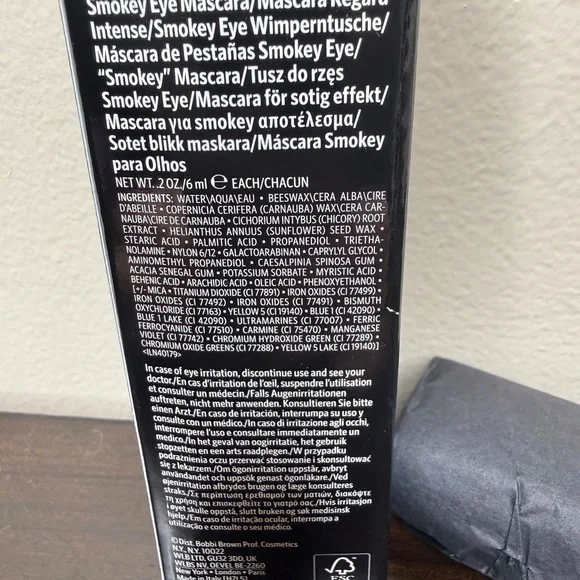 Smokey Eye Mascara/Mascara Regard
Intense/Smokey Eye Wimperntusche/
Máscara de Pestañas Smokey Eye/
“Smokey” Mascara/Tusz do rzęs
Smokey Eye/Mascara för sotig effekt/
Mascara για smokey αποτέλεσμα/
Sotet blikk maskara/Máscara Smokey
para Olhos
NET WT. .2 OZ./6 ml ℮ EACH/CHACUN
INGREDIENTS: WATER\AQUA\EAU • BEESWAX\CERA ALBA\CIRE
D'ABEILLE • COPERNICIA CERIFERA (CARNAUBA) WAX\CERA CAR-
NAUBA\CIRE DE CARNAUBA • CICHORIUM INTYBUS (CHICORY) ROOT
EXTRACT • HELIANTHUS ANNUUS (SUNFLOWER) SEED WAX •
STEARIC ACID • PALMITIC ACID • PROPANEDIOL • TRIETHA-
NOLAMINE • NYLON 6/12 • GALACTOARABINAN • CAPRYLYL GLYCOL •
AMINOMETHYL PROPANEDIOL • CAESALPINIA SPINOSA GUM •
ACACIA SENEGAL GUM • POTASSIUM SORBATE • MYRISTIC ACID •
BEHENIC ACID • ARACHIDIC ACID • OLEIC ACID • PHENOXYETHANOL •
[+/- MICA • TITANIUM DIOXIDE (CI 77891) • IRON OXIDES (CI 77499) •
IRON OXIDES (CI 77492) • IRON OXIDES (CI 77491) • BISMUTH
OXYCHLORIDE (CI 77163) • YELLOW 5 (CI 19140) • BLUE 1 (CI 42090) •
BLUE 1 LAKE (CI 42090) • ULTRAMARINES (CI 77007) • FERRIC
FERROCYANIDE (CI 77510) • CARMINE (CI 75470) • MANGANESE
VIOLET (CI 77742) • CHROMIUM HYDROXIDE GREEN (CI 77289) •
CHROMIUM OXIDE GREENS (CI 77288) • YELLOW 5 LAKE (CI 19140)]
<ILN40179>
In case of eye irritation, discontinue use and see your
doctor./En cas d'irritation de l'œil, suspendre l'utilisation
et consulter un médecin./Falls Augenirritationen
auftreten, nicht mehr anwenden. Konsultieren Sie bitte
einen Arzt./En caso de irritación, interrumpa su uso y
consulte con un médico./In caso di irritazione agli occhi,
interrompere l'uso e consultare immediatamente un
medico./In het geval van oogirritatie, het gebruik
stopzetten en een arts raadplegen./W przypadku
podrażnienia oczu przerwać stosowanie i skonsultować
się z lekarzem./Om ögonirritation uppstår, avbryt
användandet och uppsök genast ögonläkare./Ved
øjenirritation afbrydes brugen og læge konsulteres
straks./Σε περίπτωση ερεθισμού των ματιών, διακόψτε
τη χρήση και επισκεφθείτε το γιατρό σας./Hvis irritasjon
i øyet skulle oppstå, slutt bruken og søk medisinsk
hjelp./Em caso de irritação ocular, interrompa a
utilização e consulte o seu médico.
©Dist. Bobbi Brown Prof. Cosmetics
N.Y., N.Y. 10022
WLB LTD, GU32 3DD, UK
WLBS NV, OEVEL BE-2260
New York • London • Paris
Made in Italy
FSC